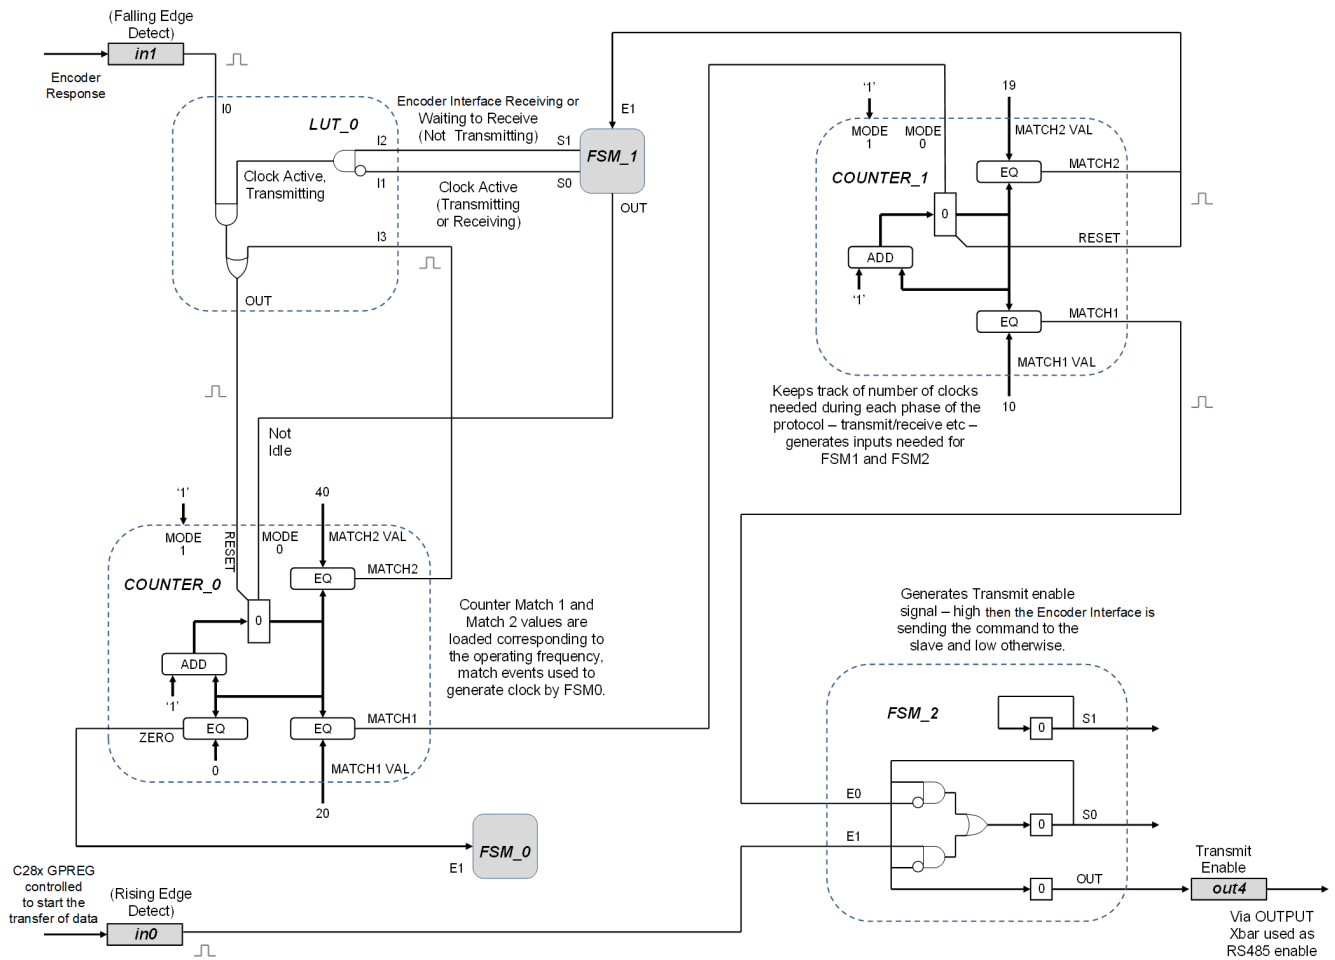 (Falling Edge
Detect)
in1
Encoder
Response
I0
LUT_0
Encoder Interface Receiving or
Waiting to Receive
(Not Transmitting)
I2
S1
I1
S0
Clock Active,
Transmitting
Clock Active
(Transmitting
or Receiving)
E1
FSM_1
OUT
I3
OUT
Not
Idle
'1'
MODE
1
MODE
0
19
MATCH2 VAL
EQ
MATCH2
COUNTER_1
0
ADD
'1'
RESET
EQ
MATCH1
MATCH1 VAL
10
Keeps track of number of clocks
needed during each phase of the
protocol – transmit/receive etc –
generates inputs needed for
FSM1 and FSM2
'1'
MODE
1
RESET
MODE
0
40
MATCH2 VAL
EQ
MATCH2
COUNTER_0
0
ADD
'1'
EQ
ZERO
0
EQ
MATCH1
MATCH1 VAL
20
Counter Match 1 and
Match 2 values are
loaded corresponding to
the operating frequency,
match events used to
generate clock by FSM0.
FSM_0
E1
C28x GPREG
controlled
to start the
transfer of data
(Rising Edge
Detect)
in0
Generates Transmit enable
signal – high then the Encoder Interface is
sending the command to the
slave and low otherwise.
FSM_2
0
S1
E0
E1
0
S0
0
OUT
Transmit
Enable
out4
Via OUTPUT
Xbar used as
RS485 enable